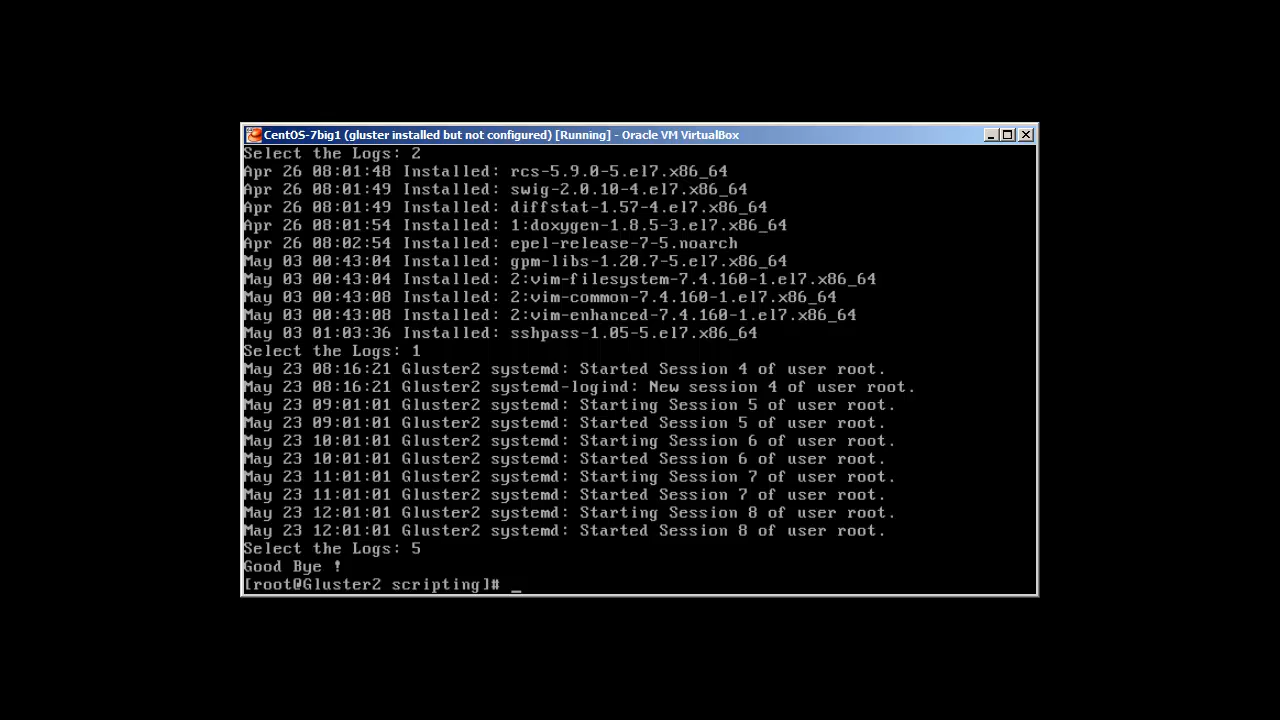 CentOS-7big1 (gluster installed but not configured) [Running] - Oracle VM VirtualBox
Select the Logs: 2
Apr 26 08:01:48 Installed: rcs-5.9.0-5.el7.x86_64
Apr 26 08:01:49 Installed: swig-2.0.10-4.el7.x86_64
Apr 26 08:01:49 Installed: diffstat-1.57-4.el7.x86_64
Apr 26 08:01:54 Installed: 1:doxygen-1.8.5-3.el7.x86_64
Apr 26 08:02:54 Installed: epel-release-7-5.noarch
May 03 00:43:04 Installed: gpm-libs-1.20.7-5.el7.x86_64
May 03 00:43:04 Installed: 2:vim-filesystem-7.4.160-1.el7.x86_64
May 03 00:43:08 Installed: 2:vim-common-7.4.160-1.el7.x86_64
May 03 00:43:08 Installed: 2:vim-enhanced-7.4.160-1.el7.x86_64
May 03 01:03:36 Installed: sshpass-1.05-5.el7.x86_64
Select the Logs: 1
May 23 08:16:21 Gluster2 systemd: Started Session 4 of user root.
May 23 08:16:21 Gluster2 systemd-logind: New session 4 of user root.
May 23 09:01:01 Gluster2 systemd: Starting Session 5 of user root.
May 23 09:01:01 Gluster2 systemd: Started Session 5 of user root.
May 23 10:01:01 Gluster2 systemd: Starting Session 6 of user root.
May 23 10:01:01 Gluster2 systemd: Started Session 6 of user root.
May 23 11:01:01 Gluster2 systemd: Starting Session 7 of user root.
May 23 11:01:01 Gluster2 systemd: Started Session 7 of user root.
May 23 12:01:01 Gluster2 systemd: Starting Session 8 of user root.
May 23 12:01:01 Gluster2 systemd: Started Session 8 of user root.
Select the Logs: 5
Good Bye !
[root@Gluster2 scripting]# _